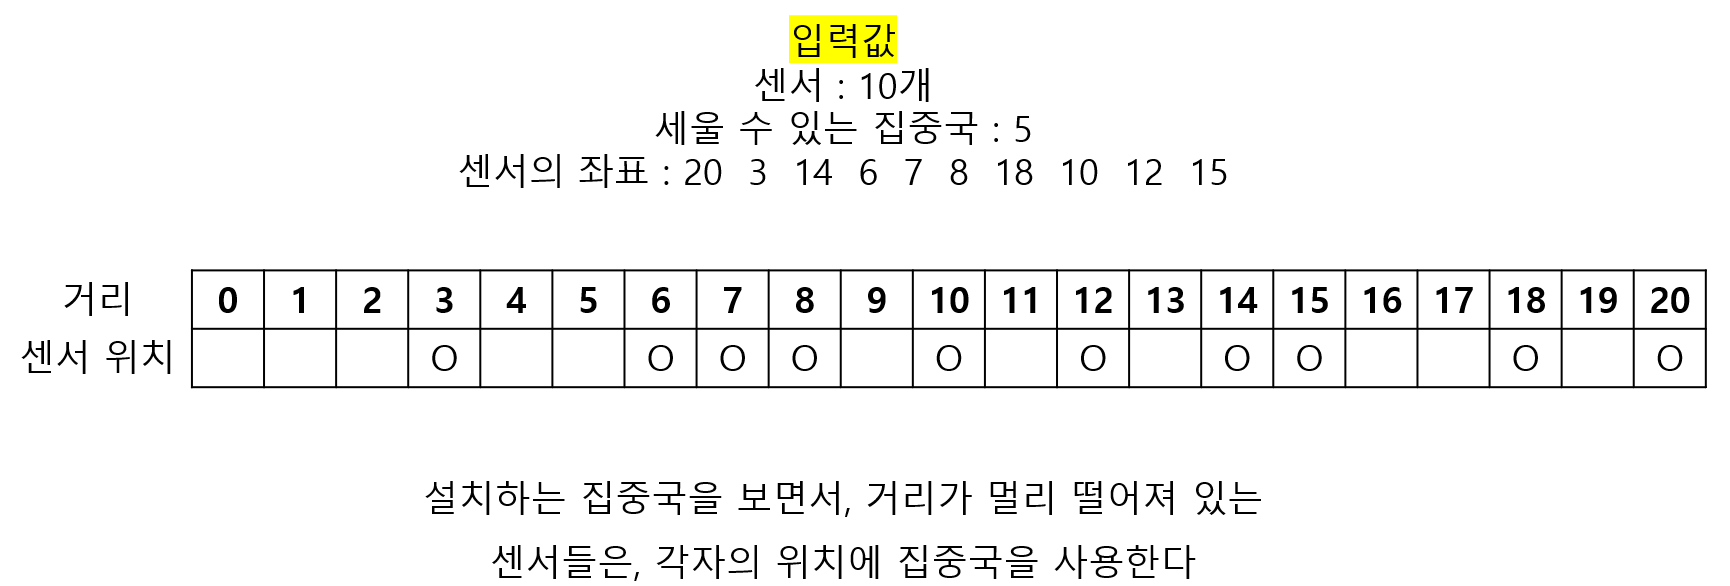 입력값
센서 : 10개
세울 수 있는 집중국 : 5
센서의 좌표 : 20 3 14 6 7 8 18 10 12 15
거리 0 1 2 3 4 5 6 7 8 9 10 11 12 13 14 15 16 17 18 19 20
센서 위치 O O O O O O O O O O
설치하는 집중국을 보면서, 거리가 멀리 떨어져 있는
센서들은, 각자의 위치에 집중국을 사용한다